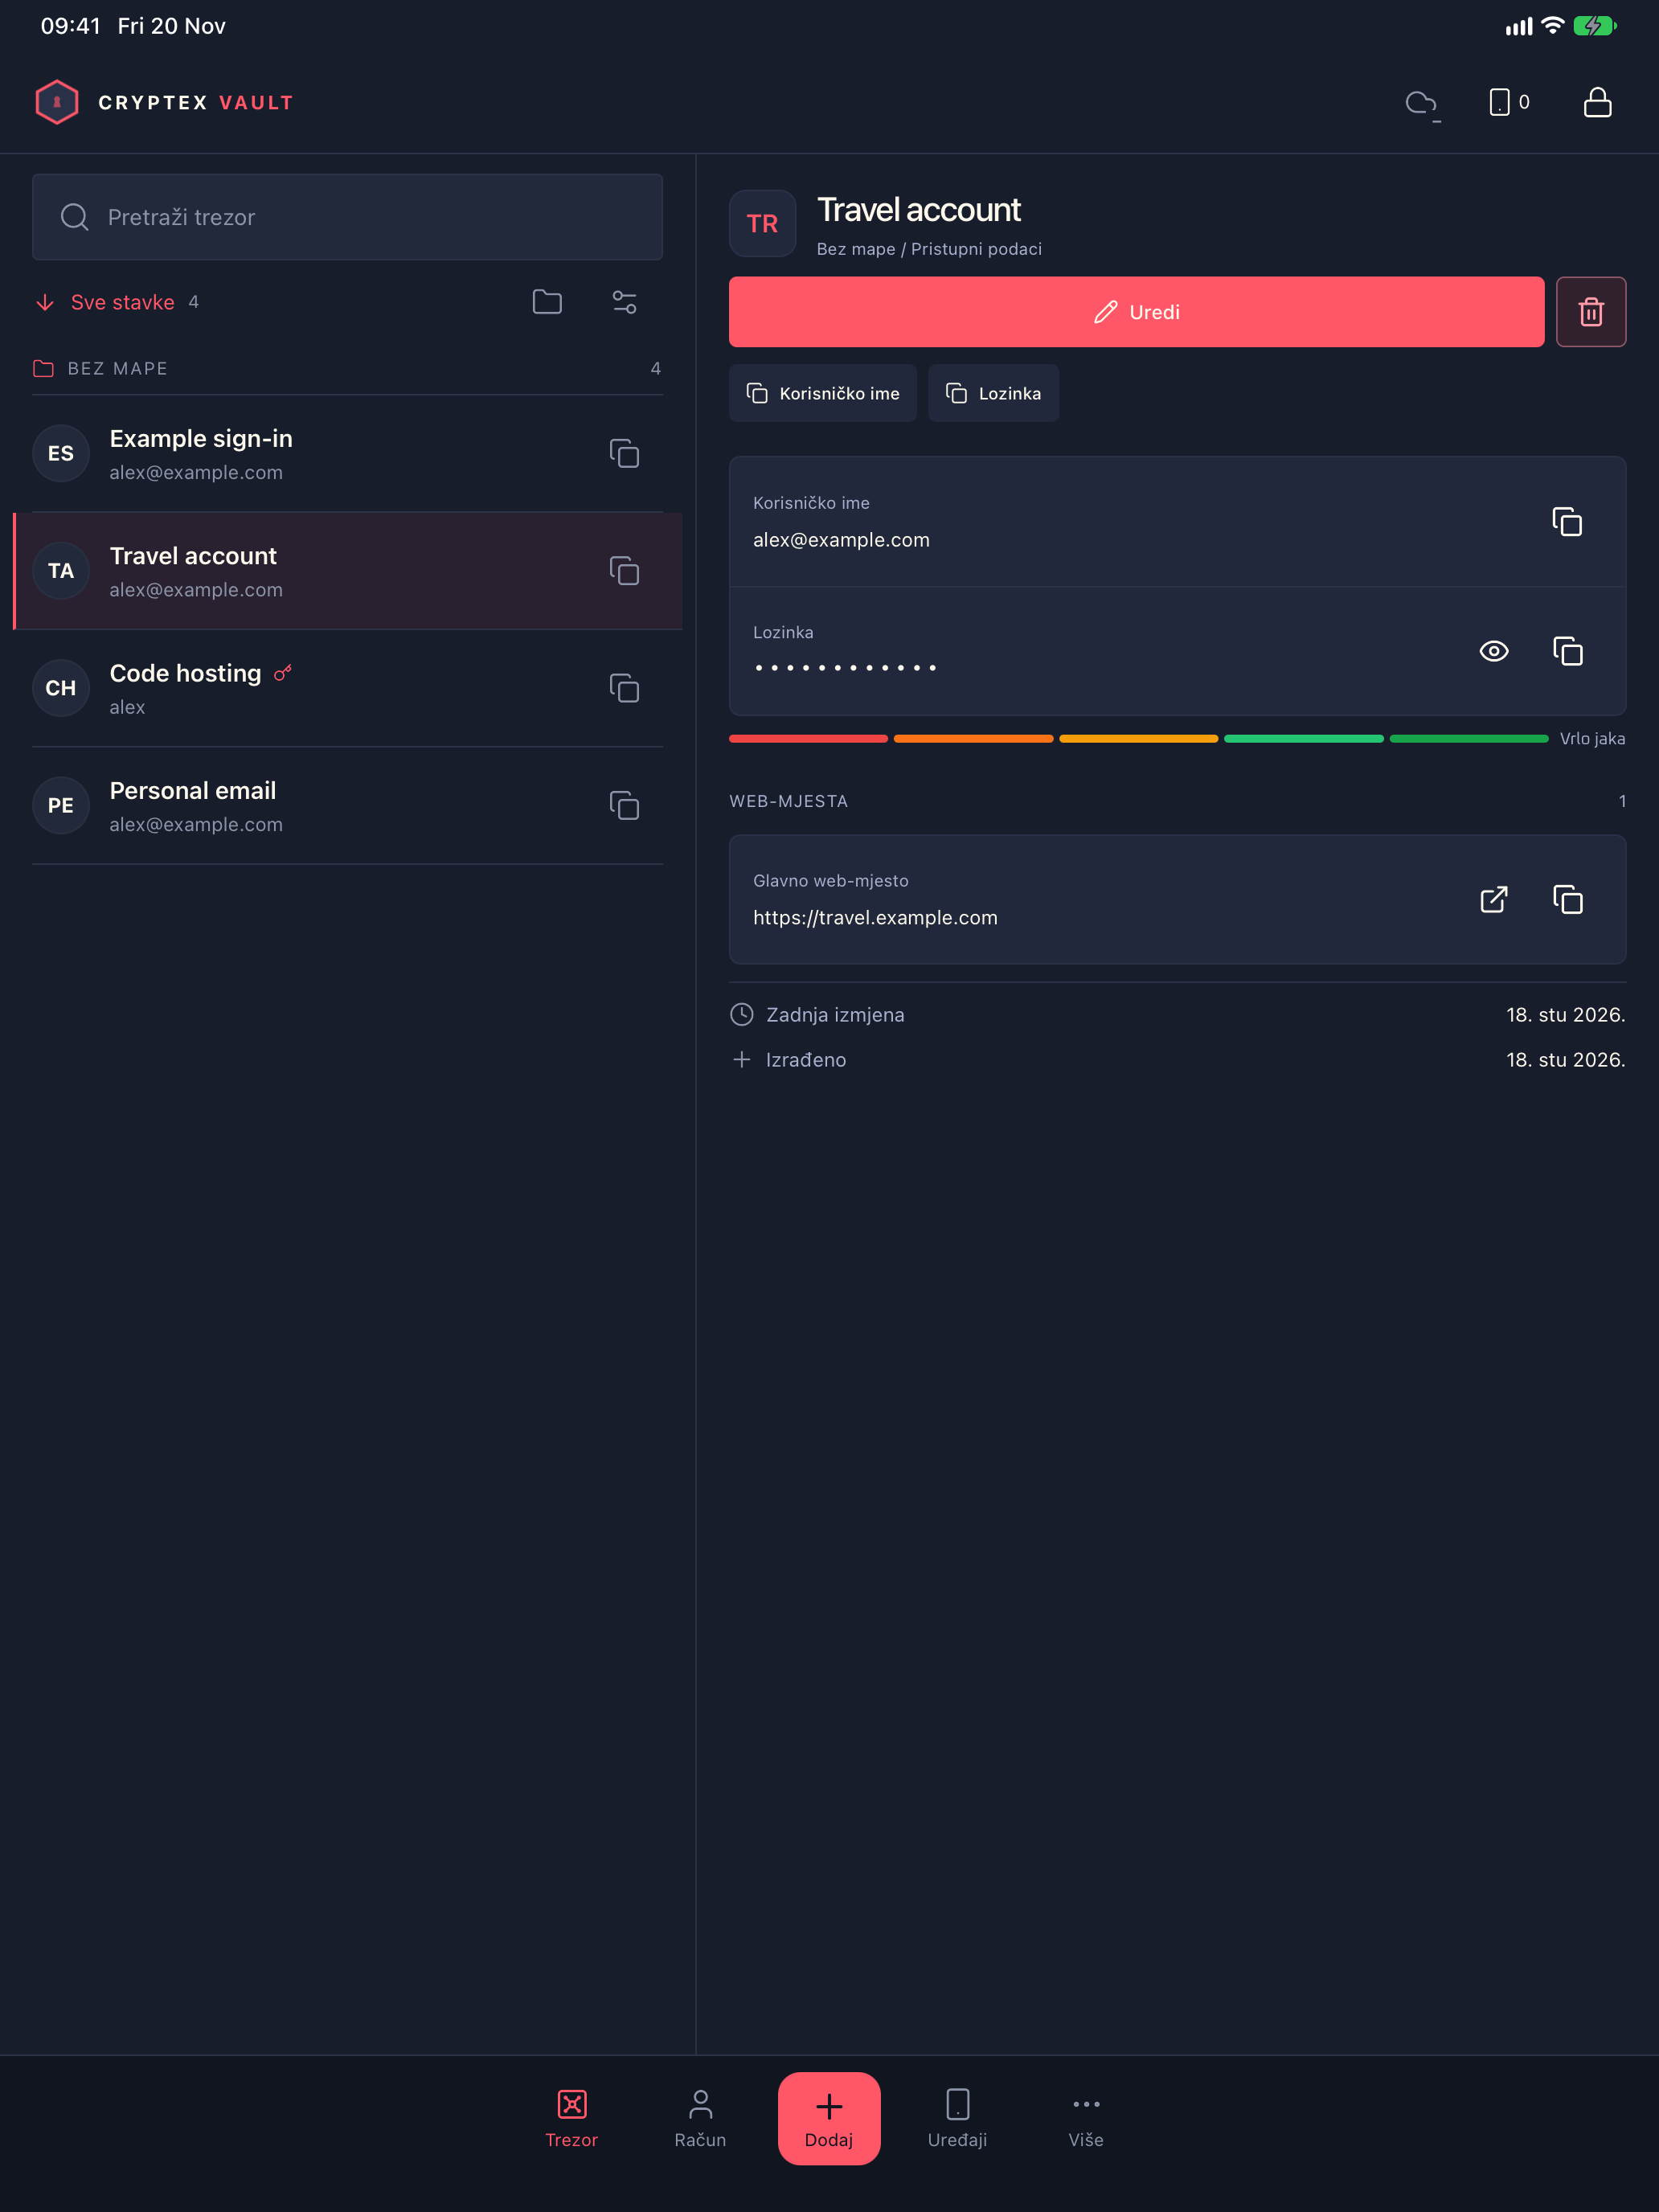 09:41 Fri 20 Nov
CRYPTEX VAULT
0
Pretraži trezor
Sve stavke 4
BEZ MAPE 4
ES
Example sign-in
alex@example.com
TA
Travel account
alex@example.com
CH
Code hosting
alex
PE
Personal email
alex@example.com
TR
Travel account
Bez mape / Pristupni podaci
Uredi
Korisničko ime
Lozinka
Korisničko ime
alex@example.com
Lozinka
••••••••••••
Vrlo jaka
WEB-MJESTA 1
Glavno web-mjesto
https://travel.example.com
Zadnja izmjena 18. stu 2026.
Izrađeno 18. stu 2026.
Trezor
Račun
Dodaj
Uređaji
Više